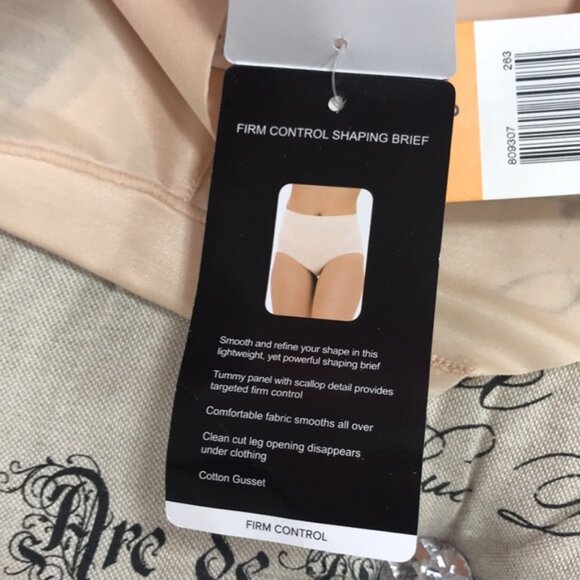 FIRM CONTROL SHAPING BRIEF
Smooth and refine your shape in this
lightweight, yet powerful shaping brief
Tummy panel with scallop detail provides
targeted firm control
Comfortable fabric smooths all over
Clean cut leg opening disappears
under clothing
Cotton Gusset
FIRM CONTROL
809307
263
Arc de